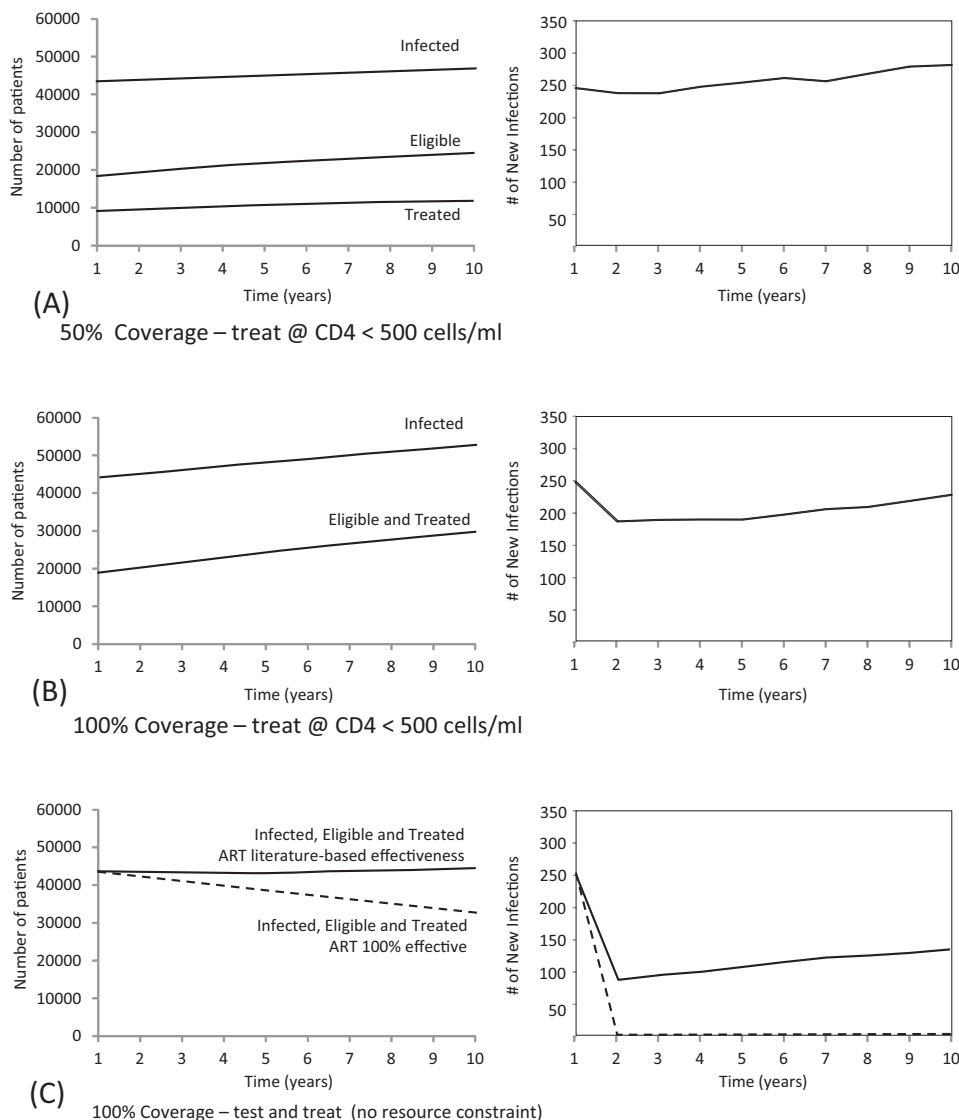 60000
50000
40000
30000
20000
10000
0
Number of patients
Infected
Eligible
Treated
1 2 3 4 5 6 7 8 9 10
Time (years)
350
300
250
200
150
100
50
# of New Infections
1 2 3 4 5 6 7 8 9 10
Time (years)
(A)
50% Coverage – treat @ CD4 < 500 cells/ml
60000
50000
40000
30000
20000
10000
0
Number of patients
Infected
Eligible and Treated
1 2 3 4 5 6 7 8 9 10
Time (years)
350
300
250
200
150
100
50
# of New Infections
1 2 3 4 5 6 7 8 9 10
Time (years)
(B)
100% Coverage – treat @ CD4 < 500 cells/ml
60000
50000
40000
30000
20000
10000
0
Number of patients
Infected, Eligible and Treated
ART literature-based effectiveness
Infected, Eligible and Treated
ART 100% effective
1 2 3 4 5 6 7 8 9 10
Time (years)
350
300
250
200
150
100
50
# of New Infections
1 2 3 4 5 6 7 8 9 10
Time (years)
(C)
100% Coverage – test and treat (no resource constraint)